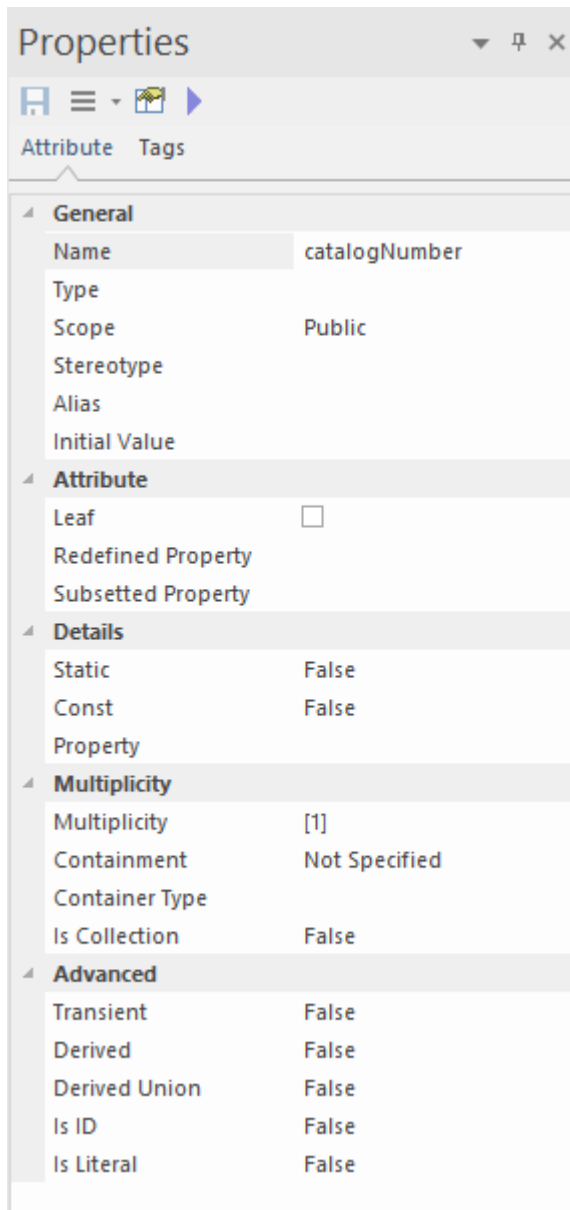 Properties
Attribute Tags
General
Name catalogNumber
Type
Scope Public
Stereotype
Alias
Initial Value
Attribute
Leaf
Redefined Property
Subsetted Property
Details
Static False
Const False
Property
Multiplicity
Multiplicity [1]
Containment Not Specified
Container Type
Is Collection False
Advanced
Transient False
Derived False
Derived Union False
Is ID False
Is Literal False